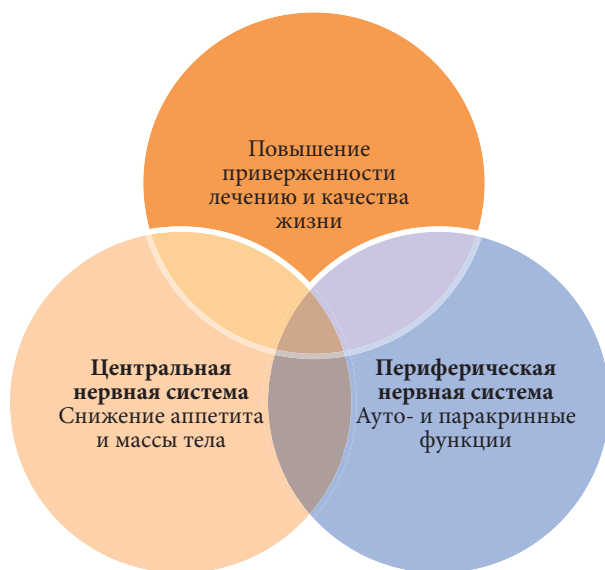 Повышение
приверженности
лечению и качества
жизни
Центральная
нервная система
Снижение аппетита
и массы тела
Периферическая
нервная система
Ауто- и паракринные
функции